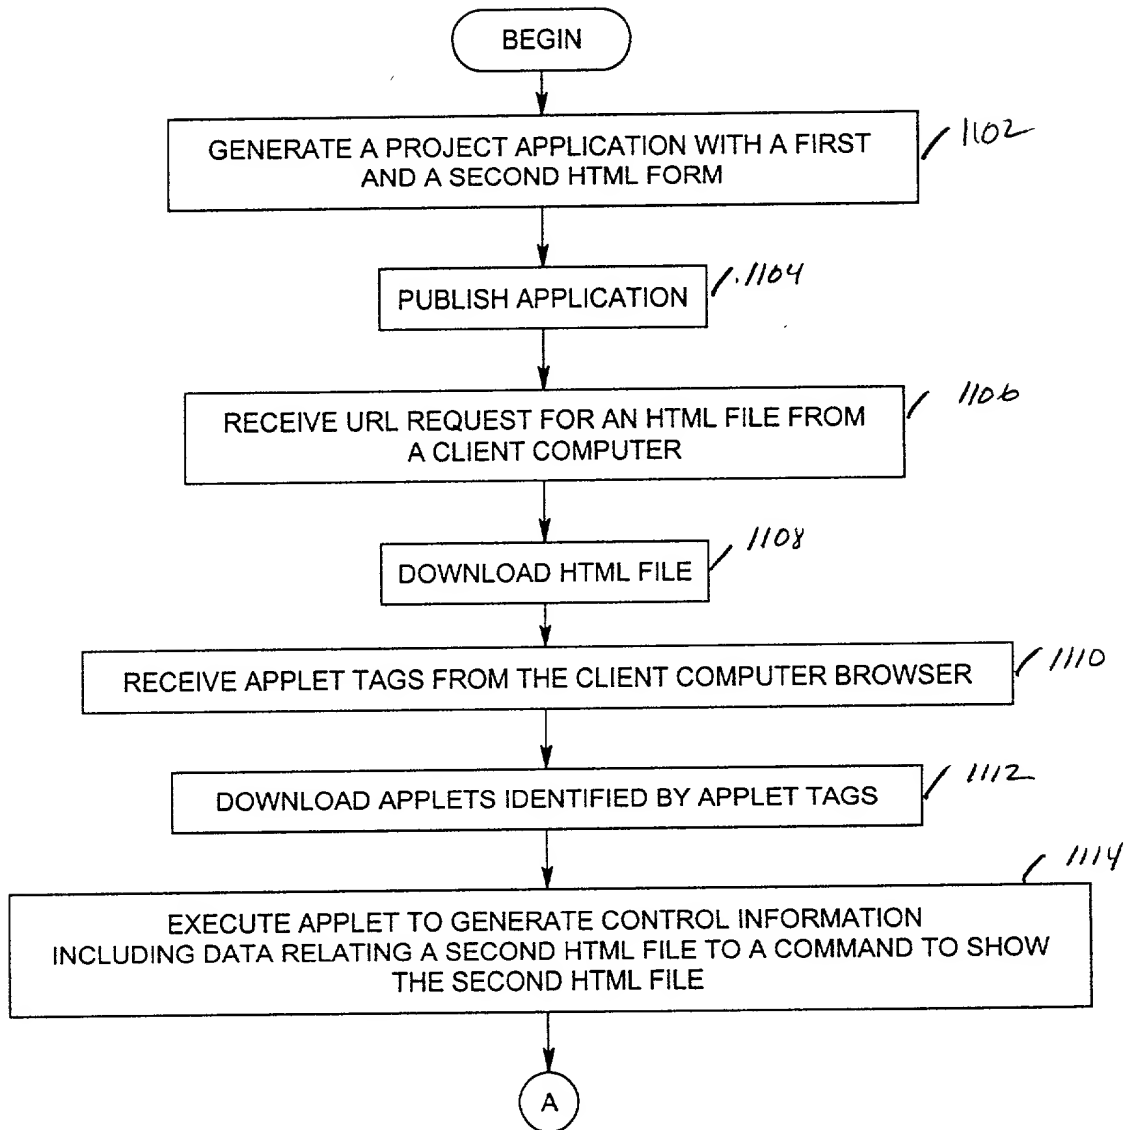 BEGIN
GENERATE A PROJECT APPLICATION WITH A FIRST
AND A SECOND HTML FORM
1102
PUBLISH APPLICATION
1104
RECEIVE URL REQUEST FOR AN HTML FILE FROM
A CLIENT COMPUTER
1106
DOWNLOAD HTML FILE
1108
RECEIVE APPLET TAGS FROM THE CLIENT COMPUTER BROWSER
1110
DOWNLOAD APPLETS IDENTIFIED BY APPLET TAGS
1112
EXECUTE APPLET TO GENERATE CONTROL INFORMATION
INCLUDING DATA RELATING A SECOND HTML FILE TO A COMMAND TO SHOW
THE SECOND HTML FILE
1114
A